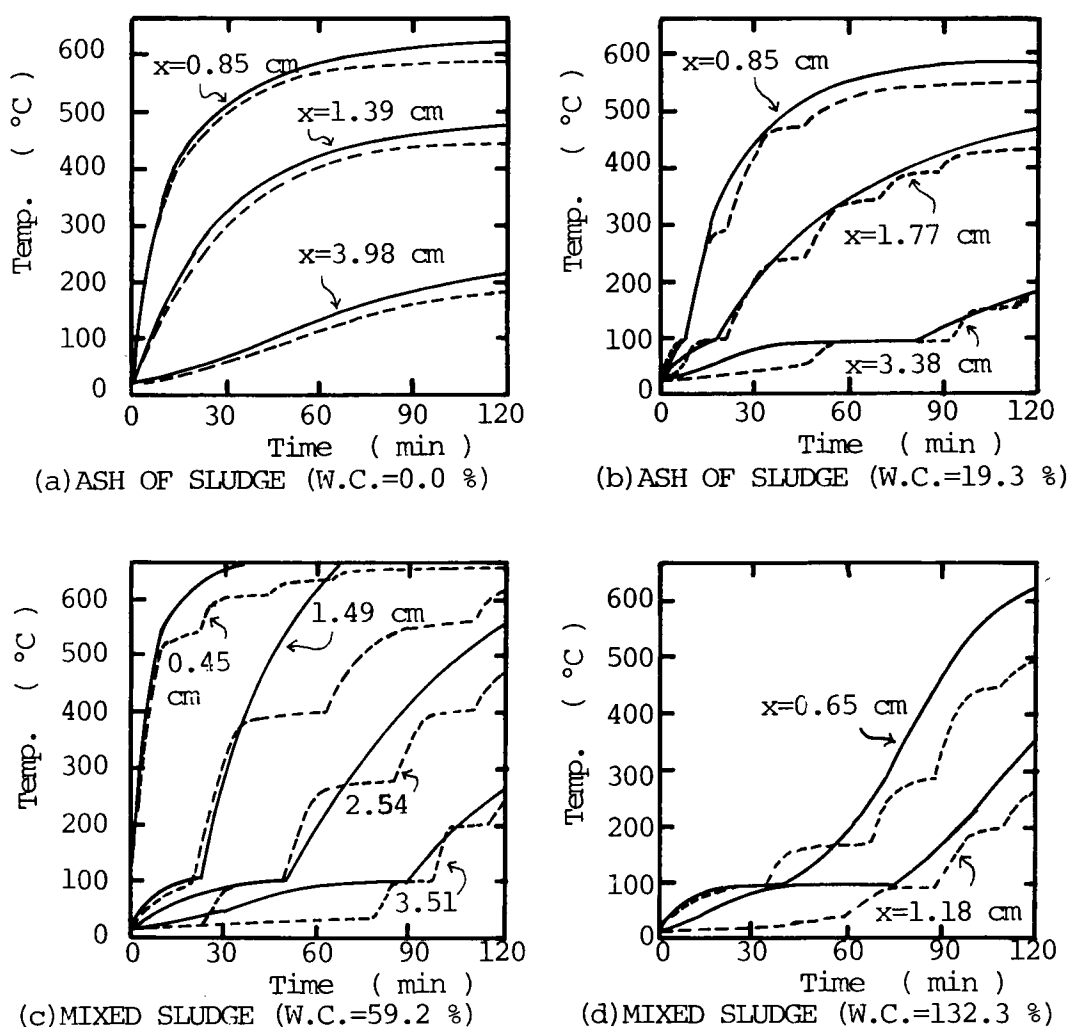 600
500
400
300
200
100
0
Temp. ( °C )
x=0.85 cm
x=1.39 cm
x=3.98 cm
0 30 60 90 120
Time ( min )
(a)ASH OF SLUDGE (W.C.=0.0 %)
600
500
400
300
200
100
0
Temp. ( °C )
x=0.85 cm
x=1.77 cm
x=3.38 cm
0 30 60 90 120
Time ( min )
(b)ASH OF SLUDGE (W.C.=19.3 %)
600
500
400
300
200
100
0
Temp. ( °C )
1.49 cm
0.45
cm
2.54
3.51
0 30 60 90 120
Time ( min )
(c)MIXED SLUDGE (W.C.=59.2 %)
600
500
400
300
200
100
0
Temp. ( °C )
x=0.65 cm
x=1.18 cm
0 30 60 90 120
Time ( min )
(d)MIXED SLUDGE (W.C.=132.3 %)